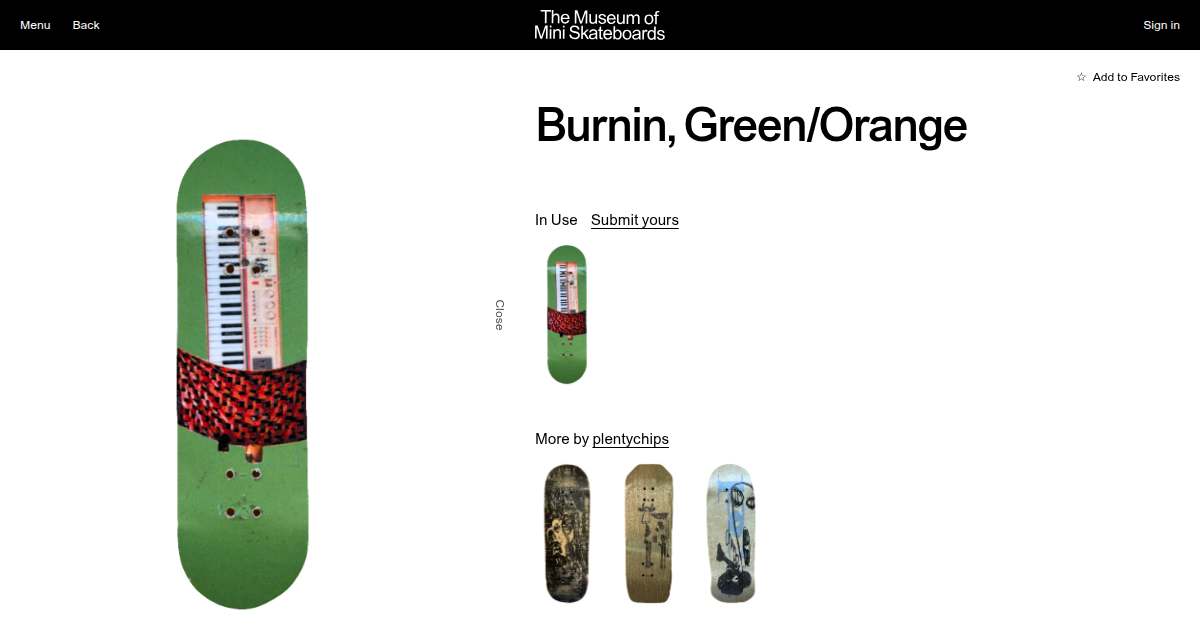 Menu
Back
The Museum of
Mini Skateboards
Sign in
☆ Add to Favorites
Burnin, Green/Orange
In Use
Submit yours
Close
More by plentychips